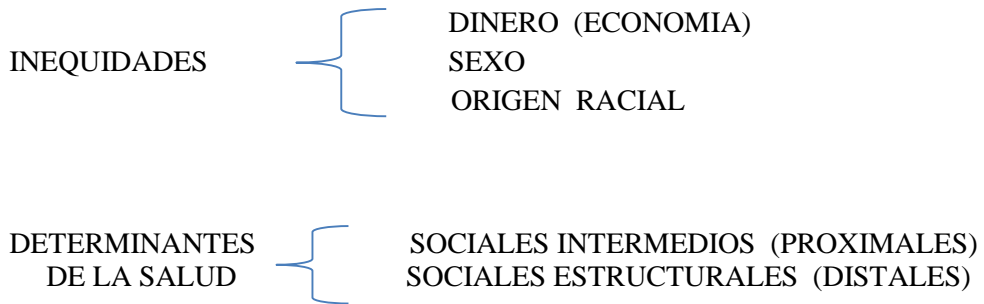 DINERO (ECONOMIA)
INEQUIDADES SEXO
ORIGEN RACIAL
DETERMINANTES SOCIALES INTERMEDIOS (PROXIMALES)
DE LA SALUD SOCIALES ESTRUCTURALES (DISTALES)